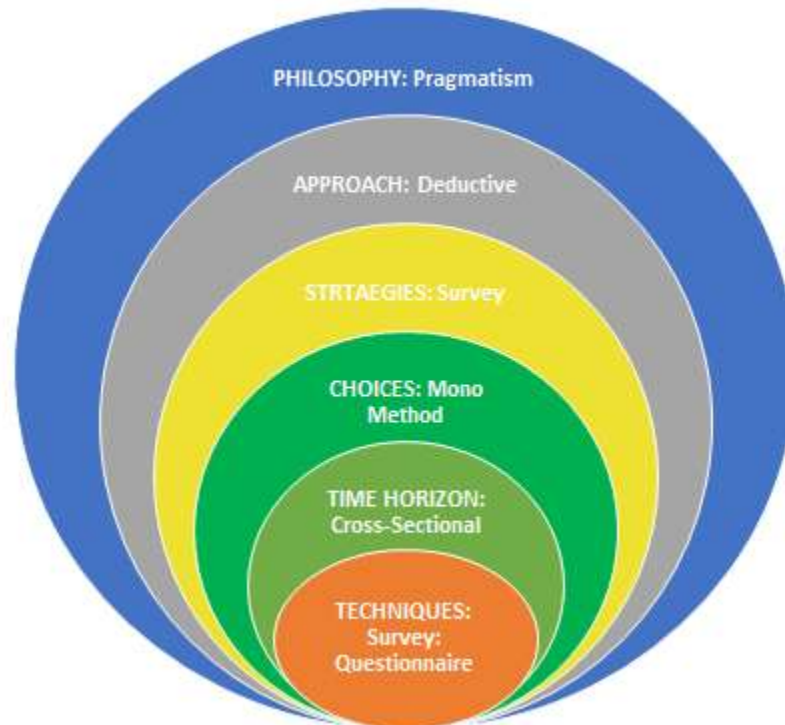 PHILOSOPHY: Pragmatism
APPROACH: Deductive
STRTAEGIES: Survey
CHOICES: Mono
Method
TIME HORIZON:
Cross-Sectional
TECHNIQUES:
Survey:
Questionnaire